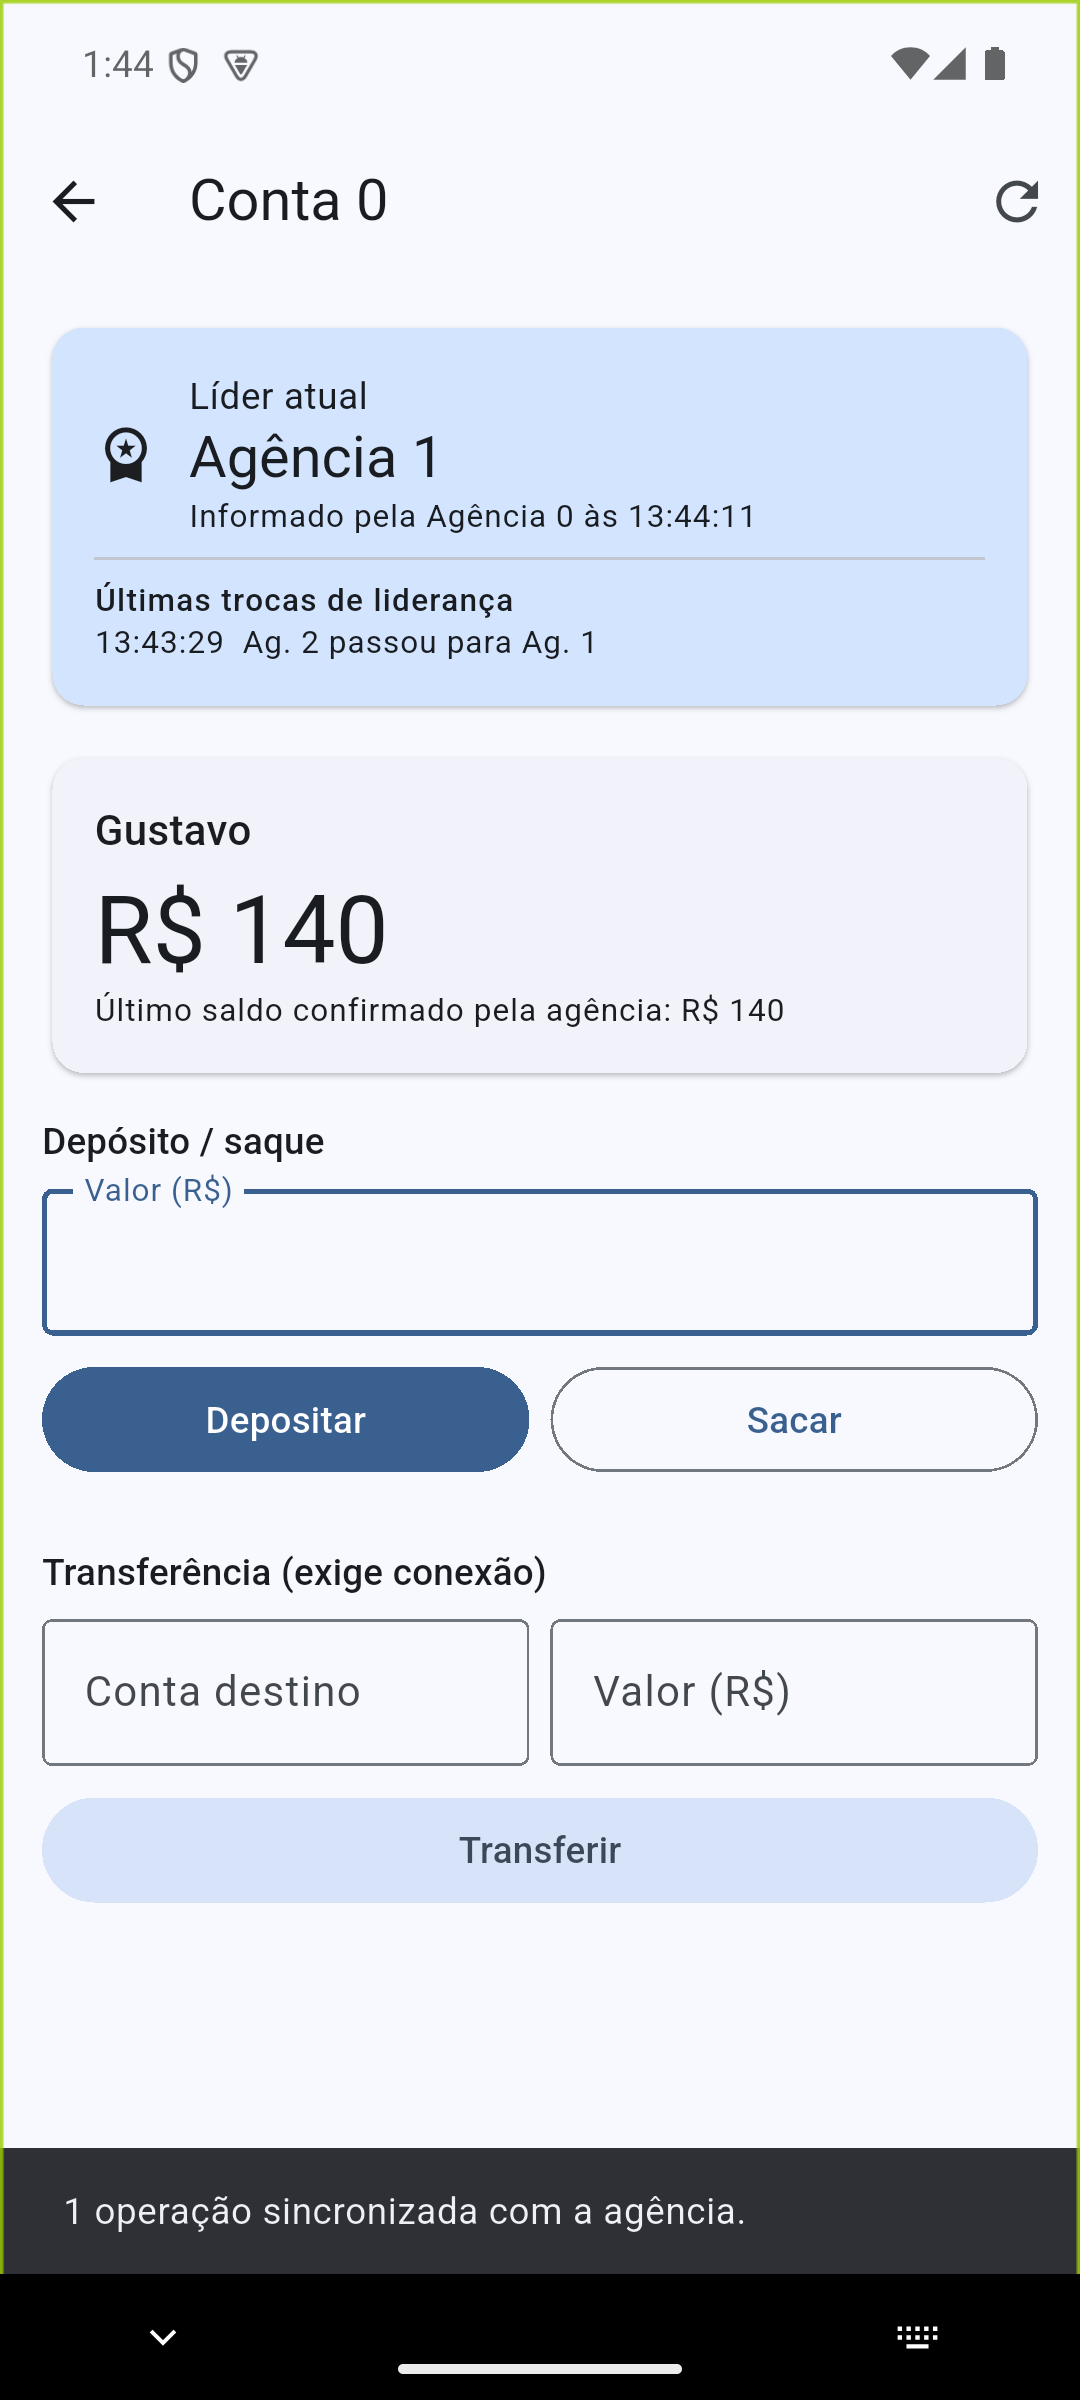 1:44
Conta 0
Líder atual
Agência 1
Informado pela Agência 0 às 13:44:11
Últimas trocas de liderança
13:43:29 Ag. 2 passou para Ag. 1
Gustavo
R$ 140
Último saldo confirmado pela agência: R$ 140
Depósito / saque
Valor (R$)
Depositar
Sacar
Transferência (exige conexão)
Conta destino
Valor (R$)
Transferir
1 operação sincronizada com a agência.